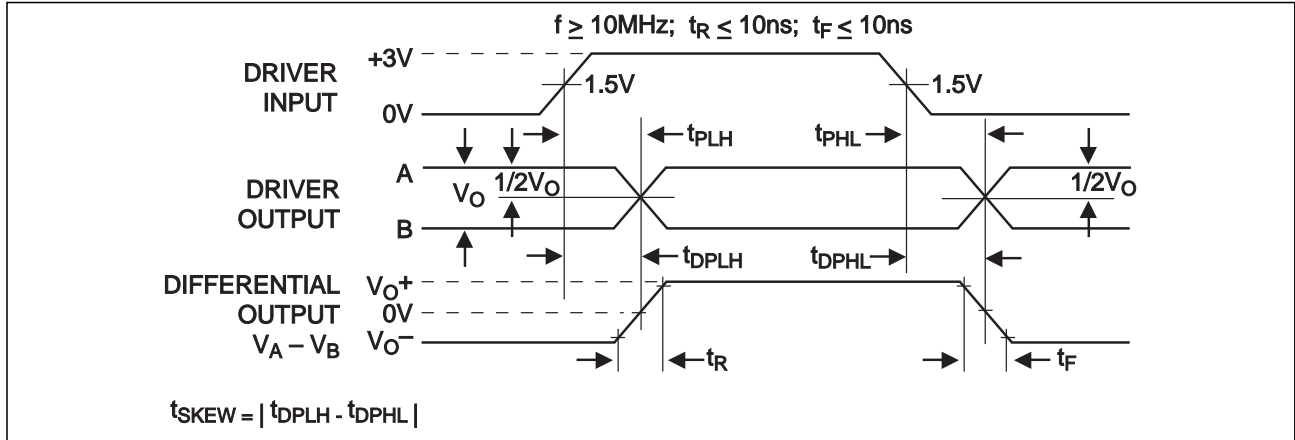 f ≥ 10MHz; tR ≤ 10ns; tF ≤ 10ns
+3V
DRIVER
INPUT
1.5V
1.5V
0V
tPLH
tPHL
A
DRIVER
OUTPUT
VO
1/2VO
1/2VO
B
tDPLH
tDPHL
DIFFERENTIAL
OUTPUT
VA – VB
VO+
0V
VO–
tR
tF
tSKEW = | tDPLH - tDPHL |